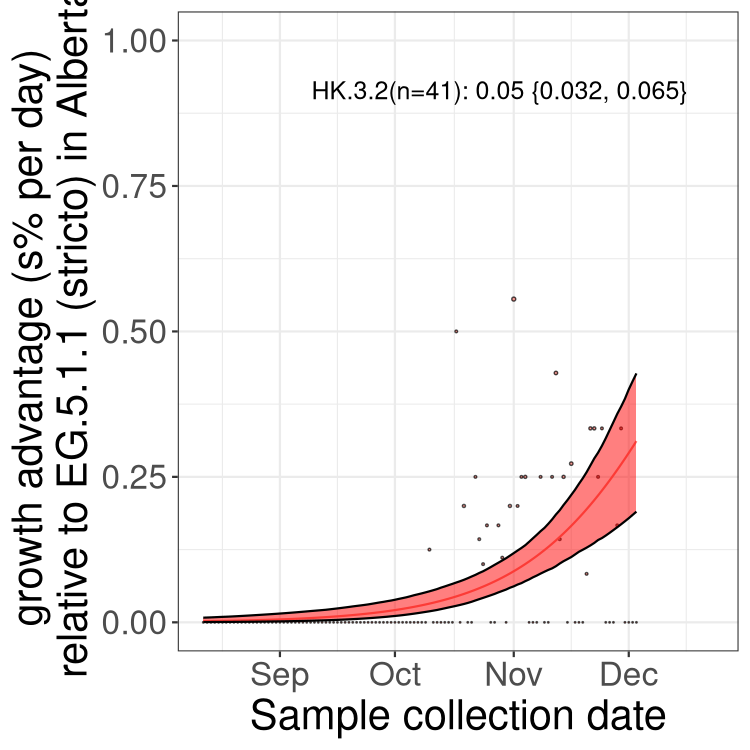 growth advantage (s% per day)
relative to EG.5.1.1 (stricto) in Alberta
1.00
0.75
0.50
0.25
0.00
HK.3.2(n=41): 0.05 {0.032, 0.065}
Sep Oct Nov Dec
Sample collection date